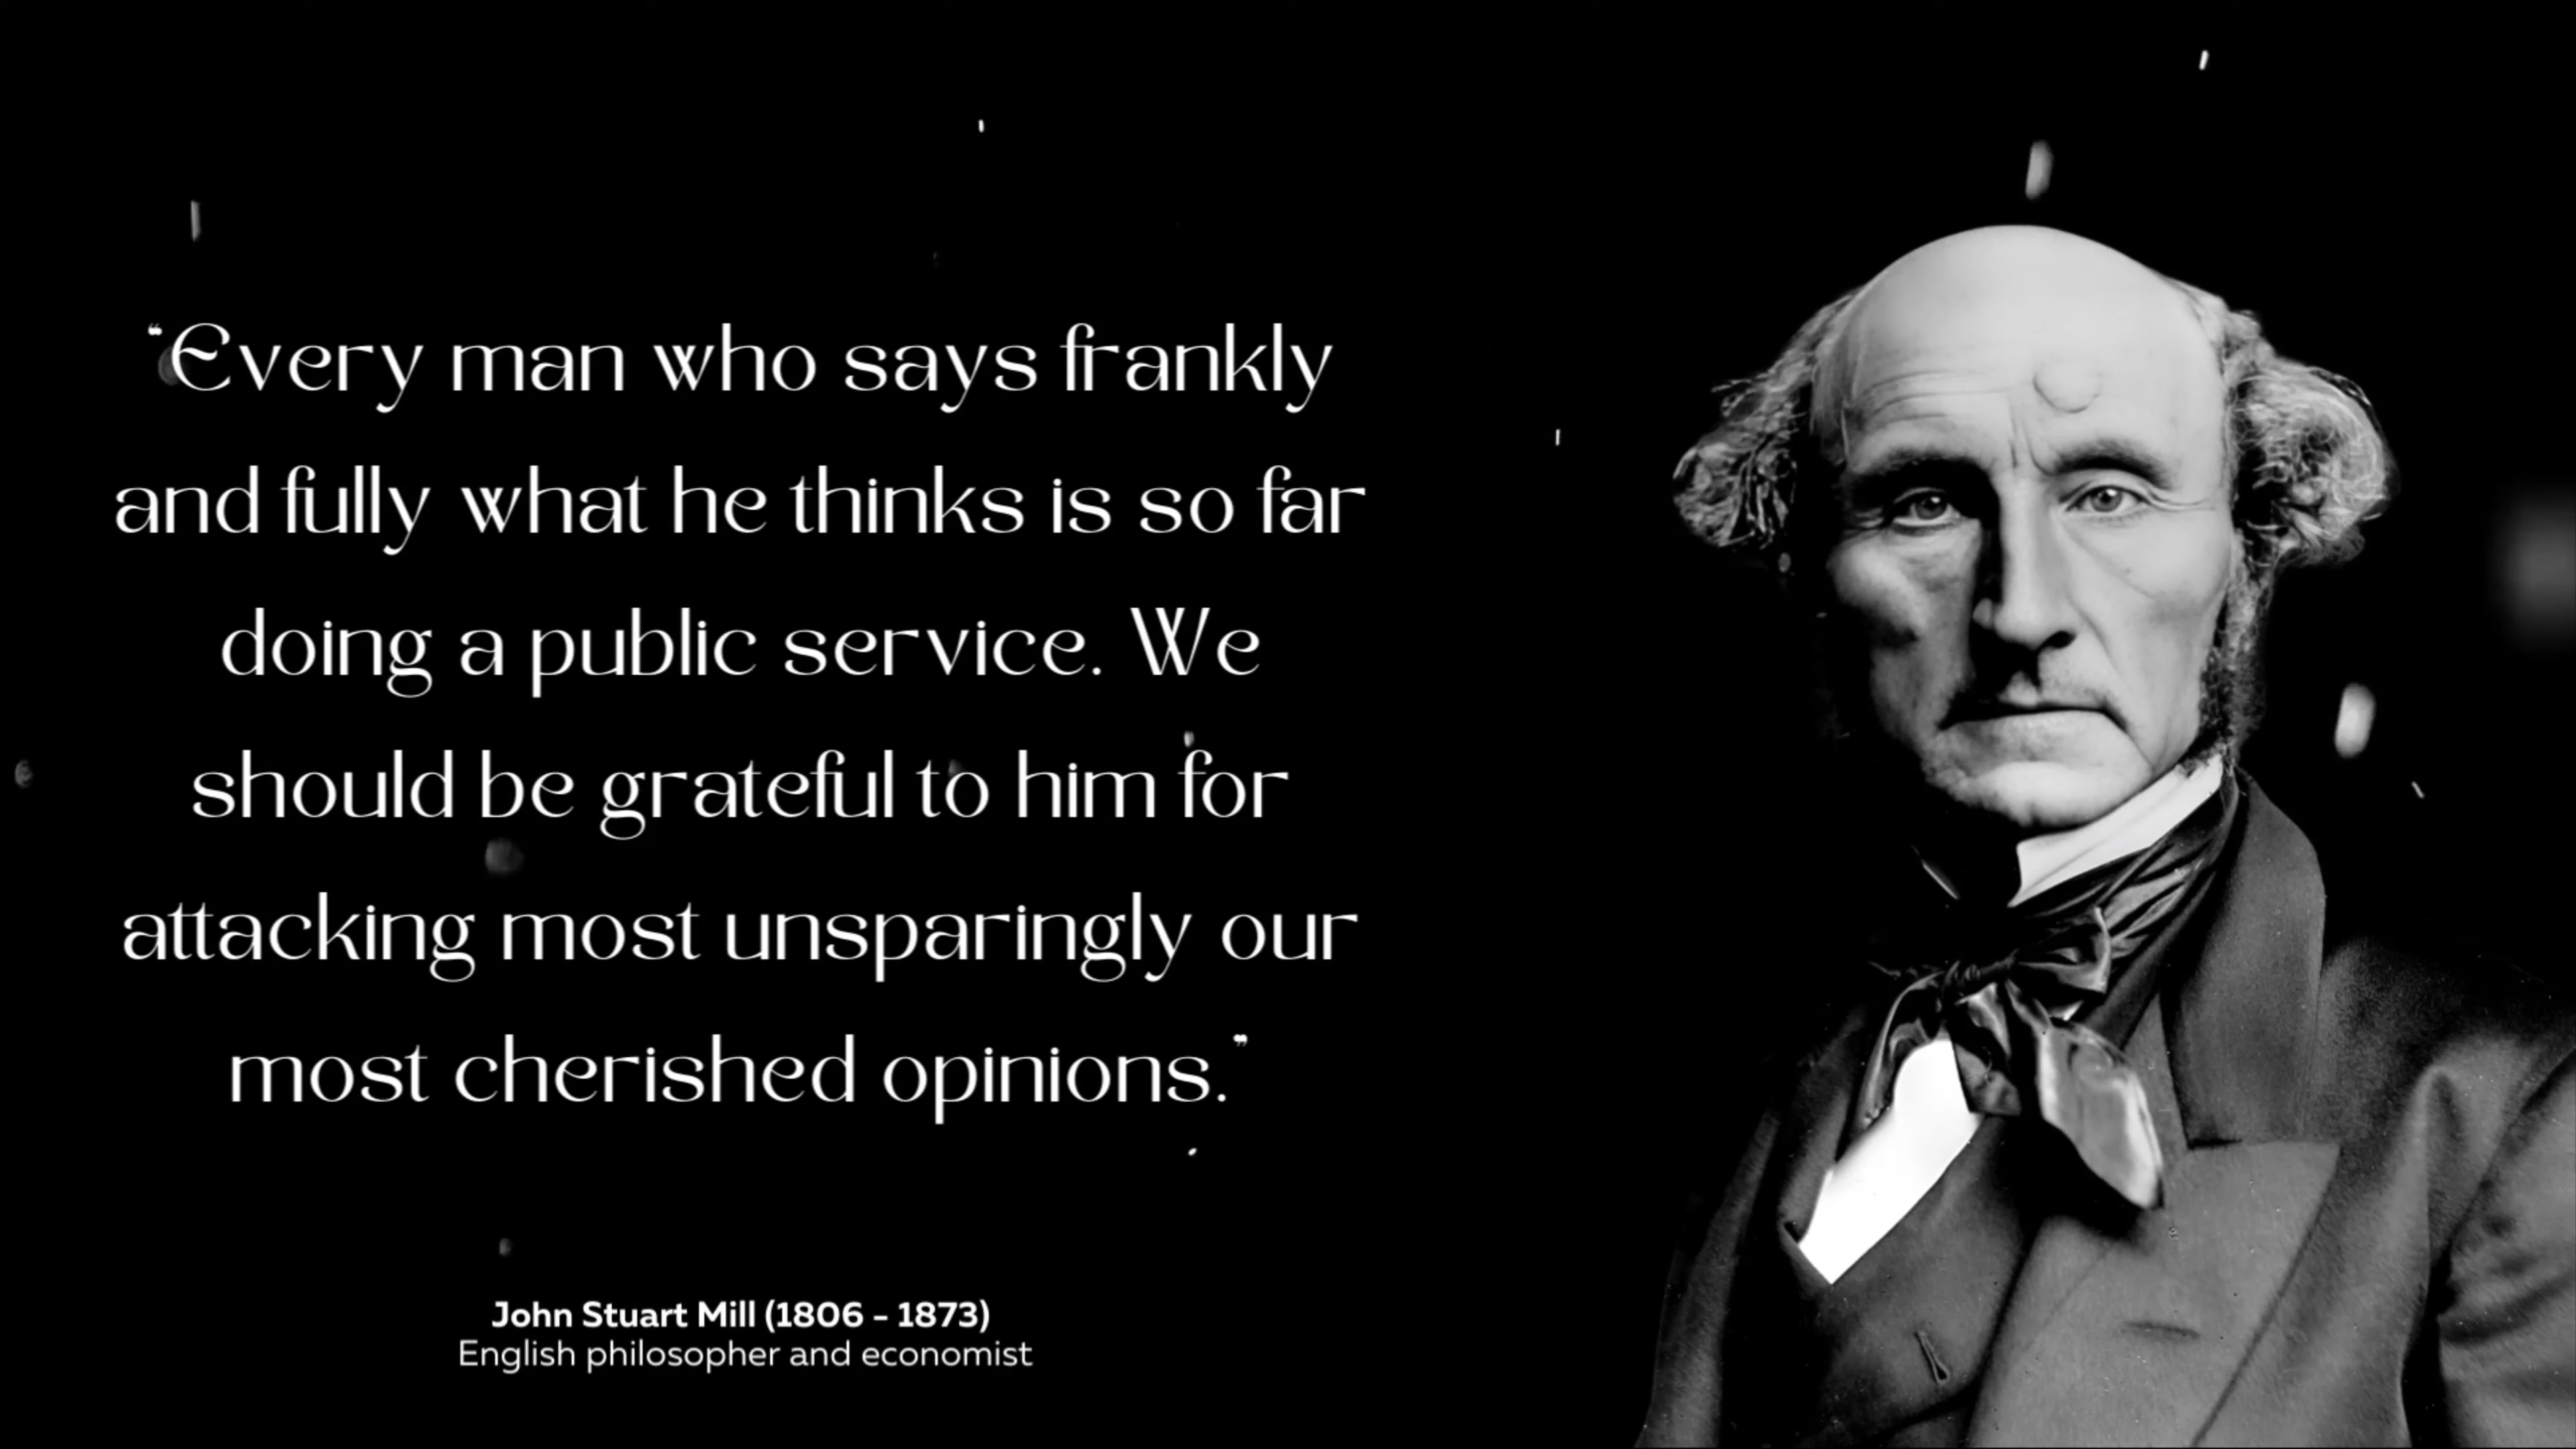 “Every man who says frankly
and fully what he thinks is so far
doing a public service. We
should be grateful to him for
attacking most unsparingly our
most cherished opinions.”
John Stuart Mill (1806 - 1873)
English philosopher and economist